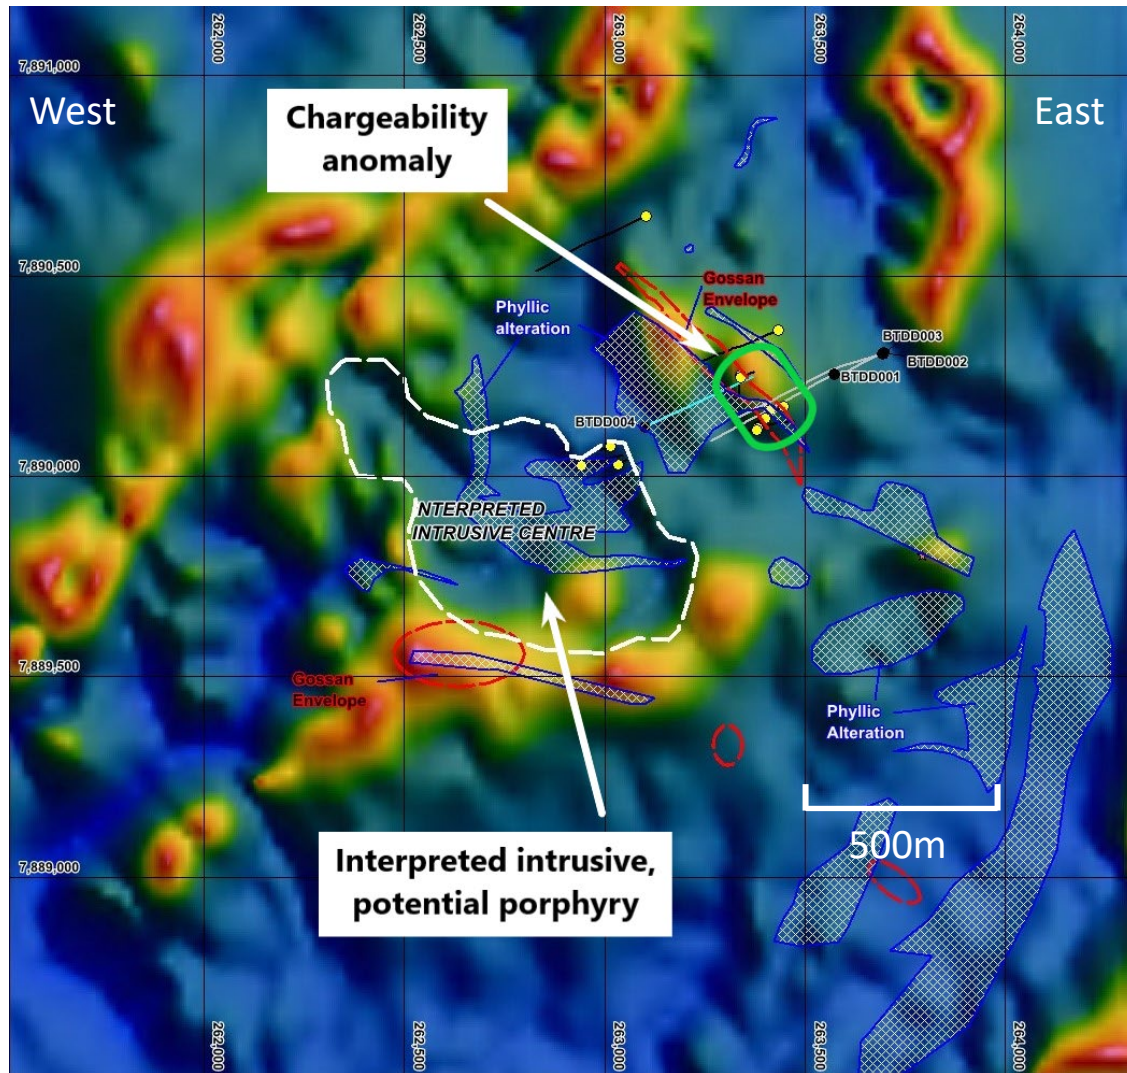 262,000
262,500
263,000
263,500
264,000
7,891,000
West
East
Chargeability
anomaly
7,890,500
Gossan
Envelope
Phyllic
alteration
BTDD003
BTDD002
BTDD001
BTDD004
7,890,000
NTERPRETED
INTRUSIVE CENTRE
7,889,500
Gossan
Envelope
Phyllic
Alteration
500m
Interpreted intrusive,
potential porphyry
7,889,000
262,000
262,500
263,000
263,500
264,000